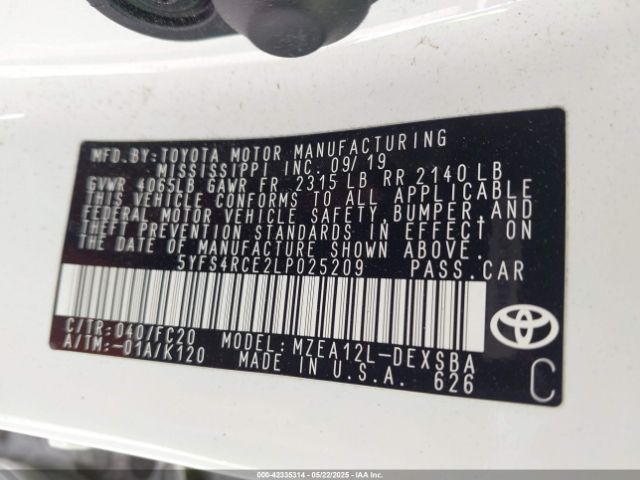 MFD.BY:TOYOTA MOTOR MANUFACTURING
MISSISSIPPI INC. 09/19
GVWR 4065LB GAWR FR 2315 LB RR 2140 LB
THIS VEHICLE CONFORMS TO ALL APPLICABLE
FEDERAL MOTOR VEHICLE SAFETY, BUMPER, AND
THEFT PREVENTION STANDARDS IN EFFECT ON
THE DATE OF MANUFACTURE SHOWN ABOVE.
5YFS4RCE2LP025209 PASS.CAR
C/TR:040/FC20 MODEL:MZEA12L-DEXSBA
A/TM:-01A/K120 MADE IN U.S.A. 626
C
000-42335314 - 05/22/2025 - IAA